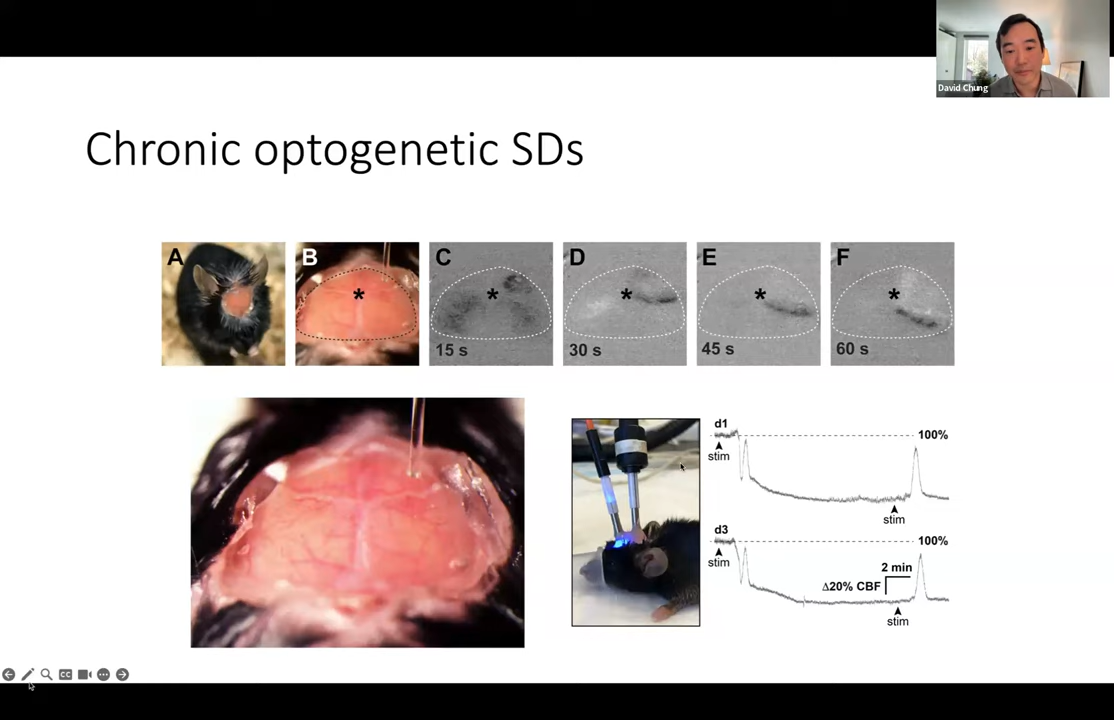 David Chung
Chronic optogenetic SDs
A
B
C
D
E
F
*
*
*
*
*
15 s
30 s
45 s
60 s
d1
100%
stim
stim
d3
100%
stim
2 min
Δ20% CBF
stim
CC